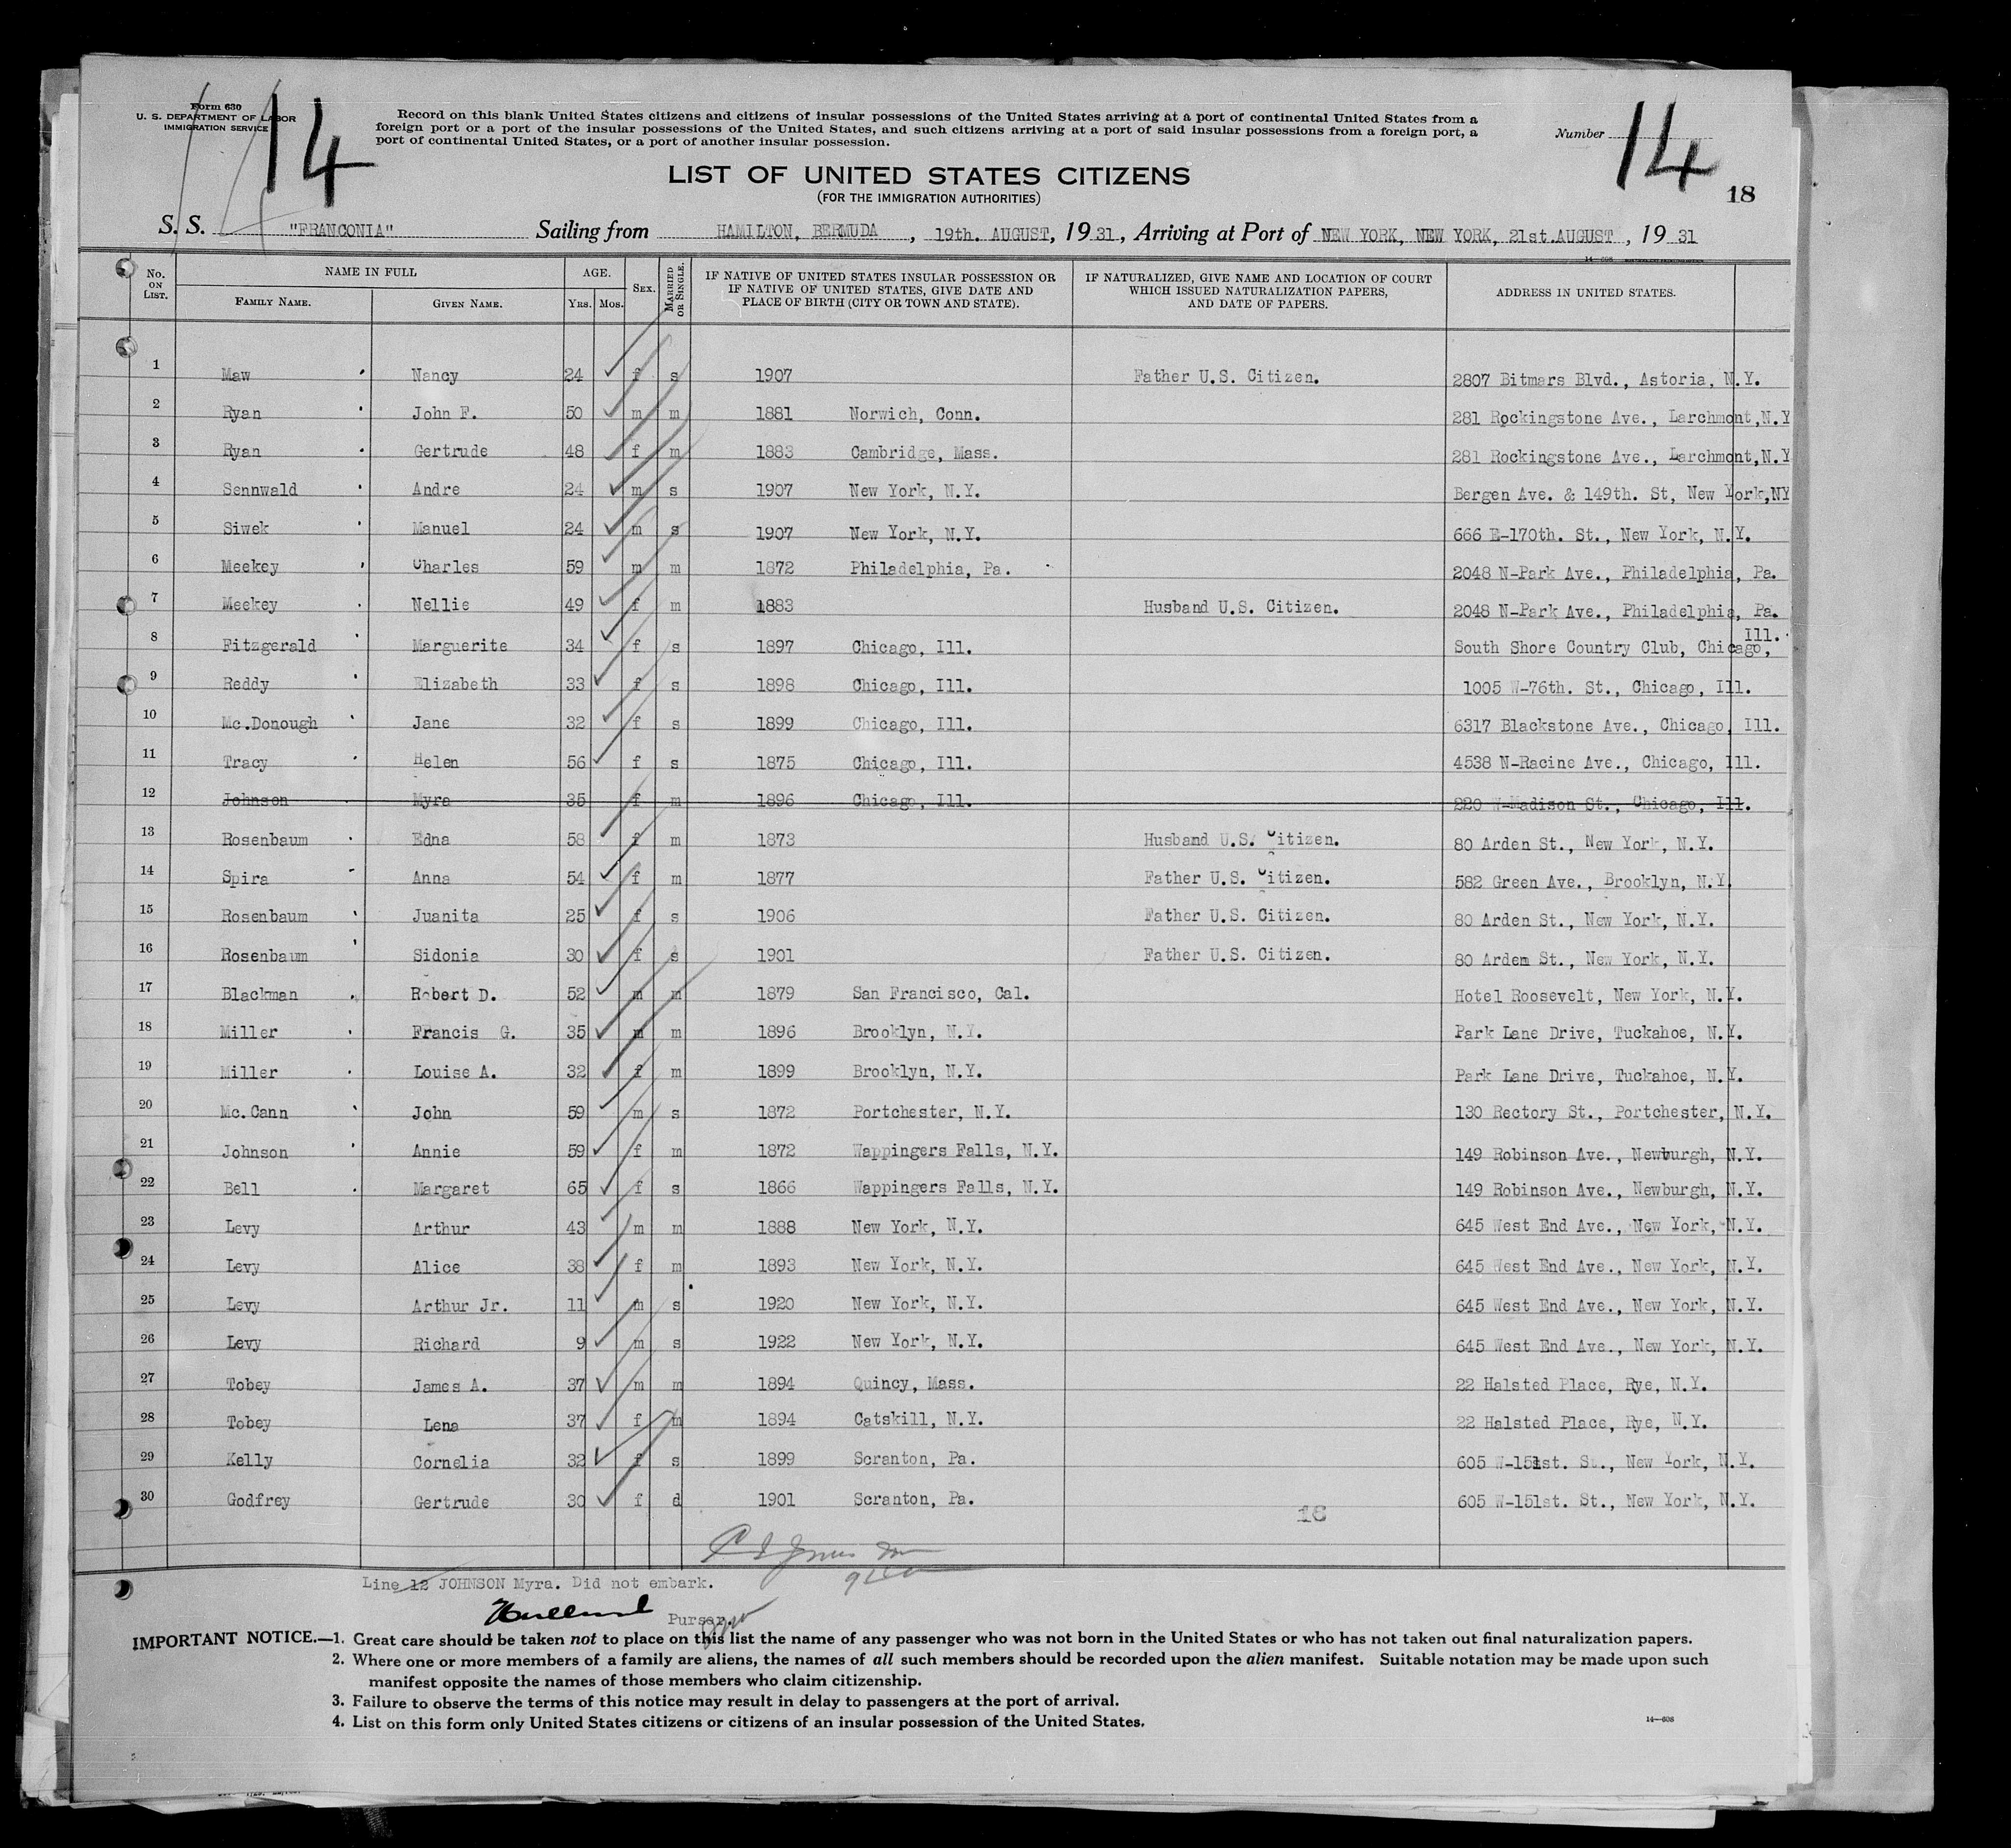 Form 630
U. S. DEPARTMENT OF LABOR
IMMIGRATION SERVICE
14
Record on this blank United States citizens and citizens of insular possessions of the United States arriving at a port of continental United States from a
foreign port or a port of the insular possessions of the United States, and such citizens arriving at a port of said insular possessions from a foreign port, a
port of continental United States, or a port of another insular possession.
Number 14
LIST OF UNITED STATES CITIZENS
(FOR THE IMMIGRATION AUTHORITIES)
18
S. S. "FRANCONIA" Sailing from HAMILTON, BERMUDA, 19th. AUGUST, 1931, Arriving at Port of NEW YORK, NEW YORK, 21st.AUGUST, 1931
No. ON LIST. NAME IN FULL FAMILY NAME. GIVEN NAME. AGE. YRS. MOS. SEX. MARRIED OR SINGLE. IF NATIVE OF UNITED STATES INSULAR POSSESSION OR IF NATIVE OF UNITED STATES, GIVE DATE AND PLACE OF BIRTH (CITY OR TOWN AND STATE). IF NATURALIZED, GIVE NAME AND LOCATION OF COURT WHICH ISSUED NATURALIZATION PAPERS, AND DATE OF PAPERS. ADDRESS IN UNITED STATES.
1 Maw Nancy 24 f s 1907 Father U.S. Citizen. 2807 Bitmars Blvd., Astoria, N.Y.
2 Ryan John F. 50 m m 1881 Norwich, Conn. 281 Rockingstone Ave., Larchmont,N.Y
3 Ryan Gertrude 48 f m 1883 Cambridge, Mass. 281 Rockingstone Ave., Larchmont,N.Y
4 Sennwald Andre 24 m s 1907 New York, N.Y. Bergen Ave. & 149th. St, New York,NY
5 Siwek Manuel 24 m s 1907 New York, N.Y. 666 E-170th. St., New York, N.Y.
6 Meekey Charles 59 m m 1872 Philadelphia, Pa. 2048 N-Park Ave., Philadelphia, Pa.
7 Meekey Nellie 49 f m 1883 Husband U.S. Citizen. 2048 N-Park Ave., Philadelphia, Pa.
8 Fitzgerald Marguerite 34 f s 1897 Chicago, Ill. South Shore Country Club, Chicago, Ill.
9 Reddy Elizabeth 33 f s 1898 Chicago, Ill. 1005 W-76th. St., Chicago, Ill.
10 Mc.Donough Jane 32 f s 1899 Chicago, Ill. 6317 Blackstone Ave., Chicago, Ill.
11 Tracy Helen 56 f s 1875 Chicago, Ill. 4538 N-Racine Ave., Chicago, Ill.
12 Johnson Myra 35 f m 1896 Chicago, Ill. 220 W-Madison St., Chicago, Ill.
13 Rosenbaum Edna 58 f m 1873 Husband U.S. Citizen. 80 Arden St., New York, N.Y.
14 Spira Anna 54 f m 1877 Father U.S. Citizen. 582 Green Ave., Brooklyn, N.Y.
15 Rosenbaum Juanita 25 f s 1906 Father U.S. Citizen. 80 Arden St., New York, N.Y.
16 Rosenbaum Sidonia 30 f s 1901 Father U.S. Citizen. 80 Ardem St., New York, N.Y.
17 Blackman Robert D. 52 m m 1879 San Francisco, Cal. Hotel Roosevelt, New York, N.Y.
18 Miller Francis G. 35 m m 1896 Brooklyn, N.Y. Park Lane Drive, Tuckahoe, N.Y.
19 Miller Louise A. 32 f m 1899 Brooklyn, N.Y. Park Lane Drive, Tuckahoe, N.Y.
20 Mc.Cann John 59 m s 1872 Portchester, N.Y. 130 Rectory St., Portchester, N.Y.
21 Johnson Annie 59 f m 1872 Wappingers Falls, N.Y. 149 Robinson Ave., Newburgh, N.Y.
22 Bell Margaret 65 f s 1866 Wappingers Falls, N.Y. 149 Robinson Ave., Newburgh, N.Y.
23 Levy Arthur 43 m m 1888 New York, N.Y. 645 West End Ave., New York, N.Y.
24 Levy Alice 38 f m 1893 New York, N.Y. 645 West End Ave., New York, N.Y.
25 Levy Arthur Jr. 11 m s 1920 New York, N.Y. 645 West End Ave., New York, N.Y.
26 Levy Richard 9 m s 1922 New York, N.Y. 645 West End Ave., New York, N.Y.
27 Tobey James A. 37 m m 1894 Quincy, Mass. 22 Halsted Place, Rye, N.Y.
28 Tobey Lena 37 f m 1894 Catskill, N.Y. 22 Halsted Place, Rye, N.Y.
29 Kelly Cornelia 32 f s 1899 Scranton, Pa. 605 W-151st. St., New York, N.Y.
30 Godfrey Gertrude 30 f d 1901 Scranton, Pa. 605 W-151st. St., New York, N.Y.
18
Line 12 JOHNSON Myra. Did not embark.
Purser.
IMPORTANT NOTICE.—1. Great care should be taken not to place on this list the name of any passenger who was not born in the United States or who has not taken out final naturalization papers.
2. Where one or more members of a family are aliens, the names of all such members should be recorded upon the alien manifest. Suitable notation may be made upon such
manifest opposite the names of those members who claim citizenship.
3. Failure to observe the terms of this notice may result in delay to passengers at the port of arrival.
4. List on this form only United States citizens or citizens of an insular possession of the United States.
14—608